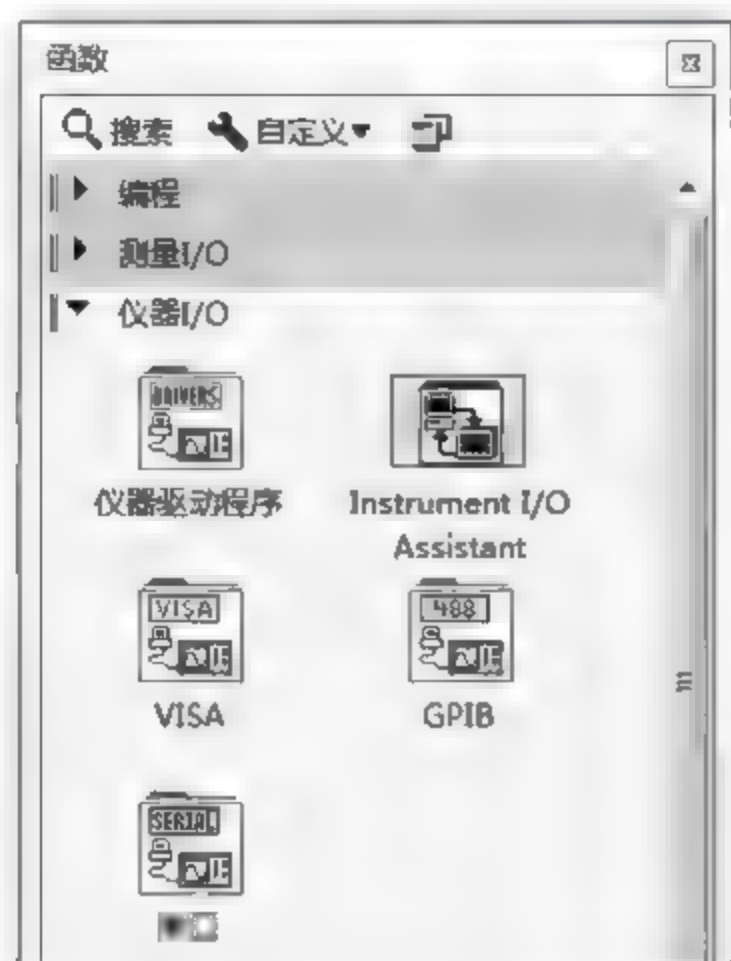 函数
搜索 自定义
编程
测量I/O
仪器I/O
DRIVERS
仪器驱动程序
Instrument I/O
Assistant
VISA
488
VISA
GPIB
SERIAL